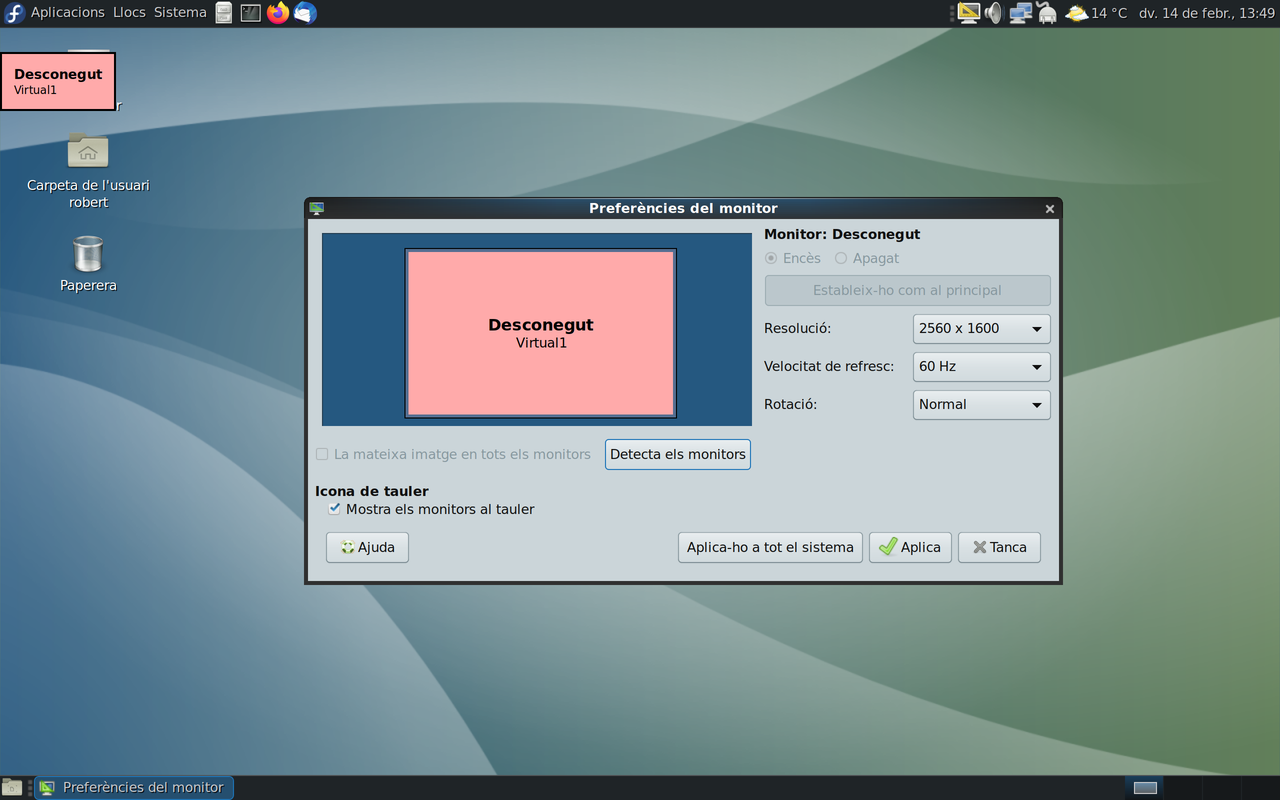 Aplicacions Llocs Sistema 14 °C dv. 14 de febr., 13:49
Desconegut
Virtual1
r
Carpeta de l'usuari
robert
Paperera
Preferències del monitor
Desconegut
Virtual1
Monitor: Desconegut
Encès Apagat
Estableix-ho com al principal
Resolució: 2560 x 1600
Velocitat de refresc: 60 Hz
Rotació: Normal
La mateixa imatge en tots els monitors Detecta els monitors
Icona de tauler
Mostra els monitors al tauler
Ajuda Aplica-ho a tot el sistema Aplica Tanca
Preferències del monitor